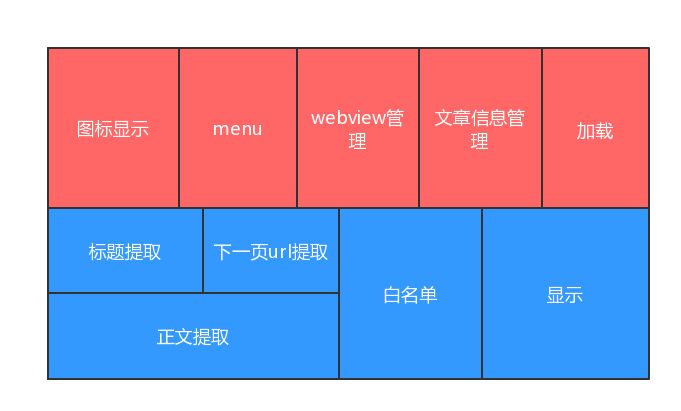 图标显示
menu
webview管
理
文章信息管
理
加载
标题提取
下一页url提取
白名单
显示
正文提取